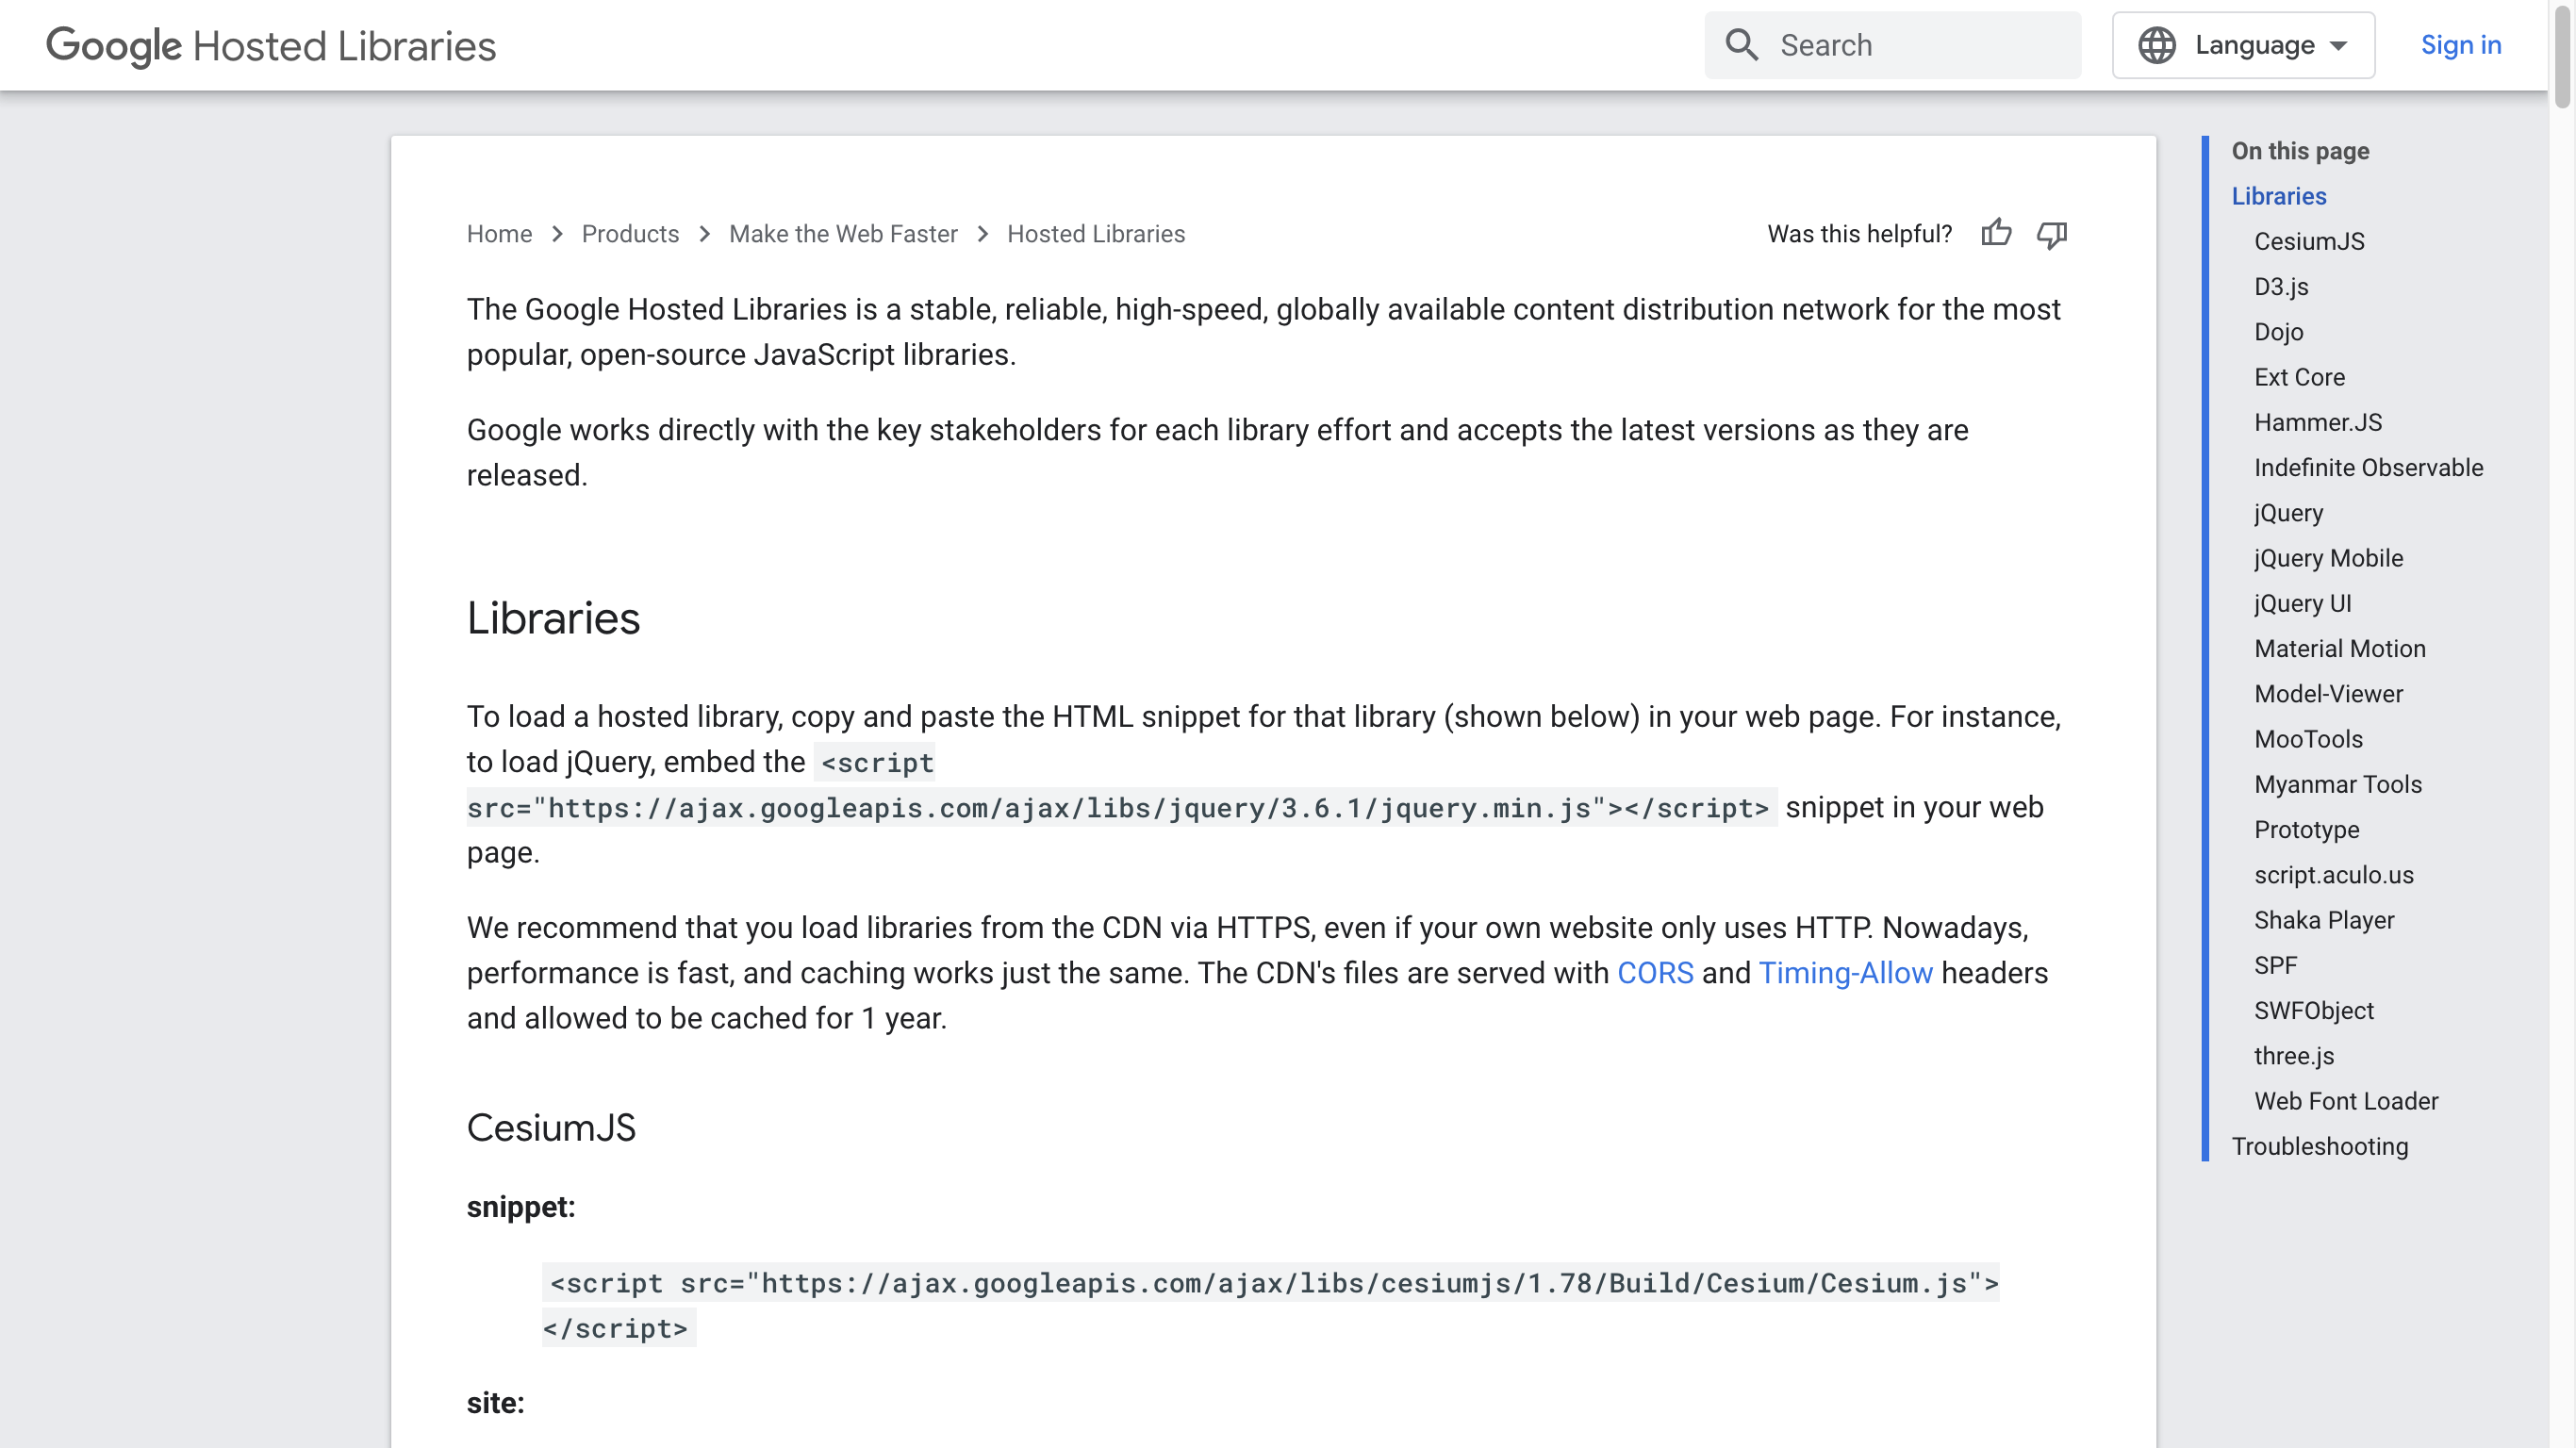 Google Hosted Libraries
Search
Language
Sign in
Home > Products > Make the Web Faster > Hosted Libraries
Was this helpful?
The Google Hosted Libraries is a stable, reliable, high-speed, globally available content distribution network for the most
popular, open-source JavaScript libraries.
Google works directly with the key stakeholders for each library effort and accepts the latest versions as they are
released.
Libraries
To load a hosted library, copy and paste the HTML snippet for that library (shown below) in your web page. For instance,
to load jQuery, embed the <script
src="https://ajax.googleapis.com/ajax/libs/jquery/3.6.1/jquery.min.js"></script> snippet in your web
page.
We recommend that you load libraries from the CDN via HTTPS, even if your own website only uses HTTP. Nowadays,
performance is fast, and caching works just the same. The CDN's files are served with CORS and Timing-Allow headers
and allowed to be cached for 1 year.
CesiumJS
snippet:
<script src="https://ajax.googleapis.com/ajax/libs/cesiumjs/1.78/Build/Cesium/Cesium.js">
</script>
site:
On this page
Libraries
CesiumJS
D3.js
Dojo
Ext Core
Hammer.JS
Indefinite Observable
jQuery
jQuery Mobile
jQuery UI
Material Motion
Model-Viewer
MooTools
Myanmar Tools
Prototype
script.aculo.us
Shaka Player
SPF
SWFObject
three.js
Web Font Loader
Troubleshooting